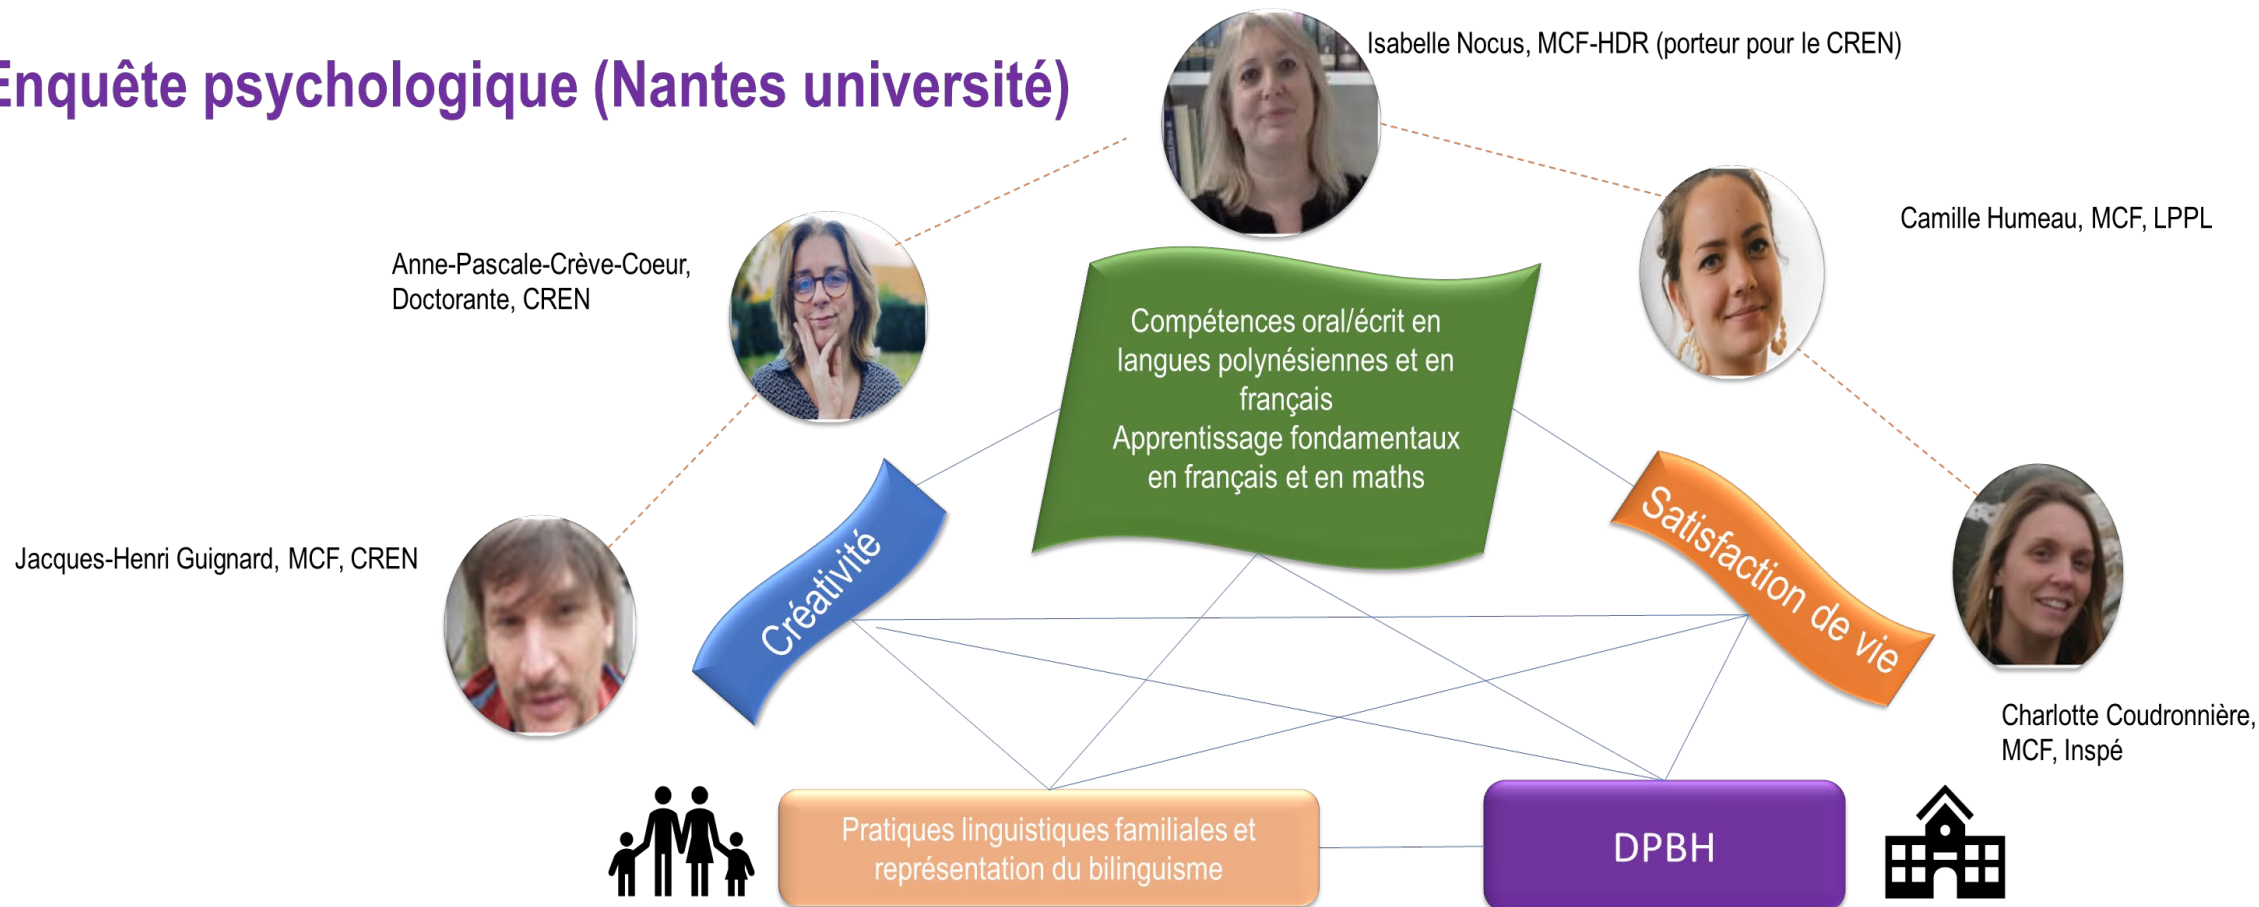 Enquête psychologique (Nantes université)
Isabelle Nocus, MCF-HDR (porteur pour le CREN)
Camille Humeau, MCF, LPPL
Anne-Pascale-Crève-Coeur,
Doctorante, CREN
Compétences oral/écrit en
langues polynésiennes et en
français
Apprentissage fondamentaux
en français et en maths
Jacques-Henri Guignard, MCF, CREN
Créativité
Satisfaction de vie
Charlotte Coudronnière,
MCF, Inspé
Pratiques linguistiques familiales et
représentation du bilinguisme
DPBH